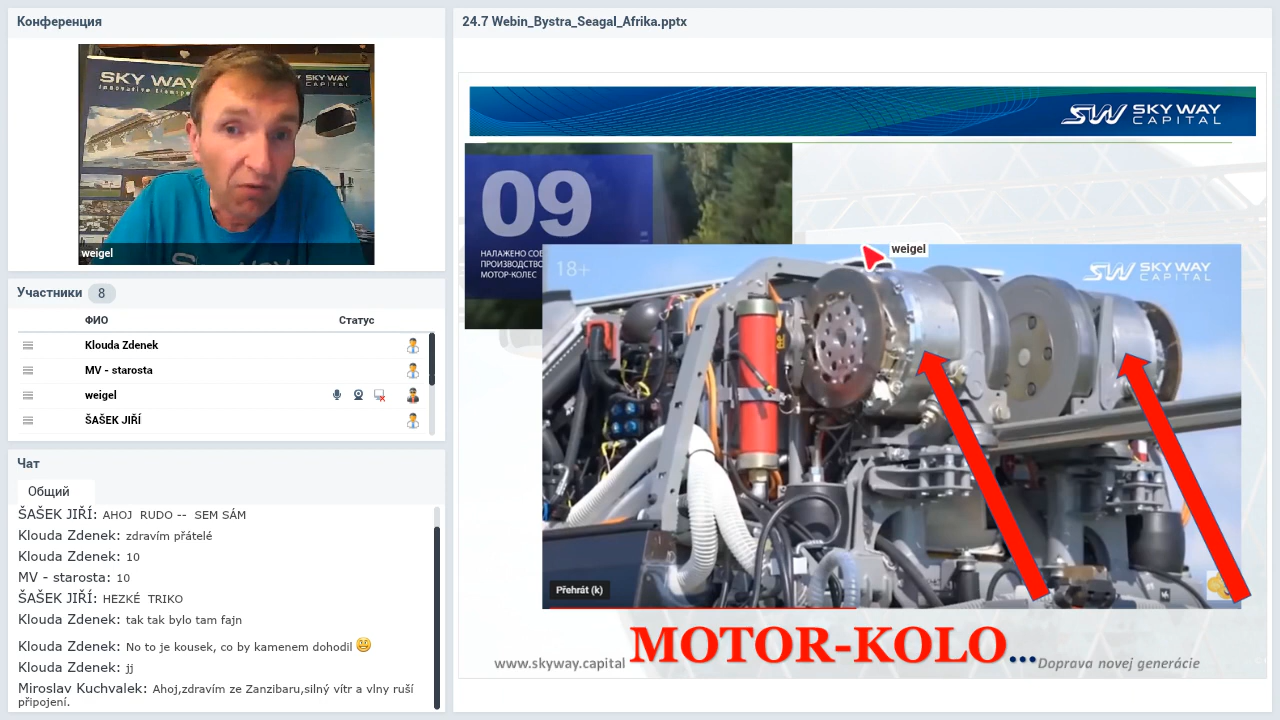 Конференция
SKY WAY
SKY WAY
CAPITAL
weigel
Участники 8
ФИО Статус
Klouda Zdenek
MV - starosta
weigel
ŠAŠEK JIŘÍ
Чат
Общий
ŠAŠEK JIŘÍ: AHOJ RUDO -- SEM SÁM
Klouda Zdenek: zdravím přátelé
Klouda Zdenek: 10
MV - starosta: 10
ŠAŠEK JIŘÍ: HEZKÉ TRIKO
Klouda Zdenek: tak tak bylo tam fajn
Klouda Zdenek: No to je kousek, co by kamenem dohodil
Klouda Zdenek: jj
Miroslav Kuchvalek: Ahoj,zdravím ze Zanzibaru,silný vítr a vlny ruší
připojení.
24.7 Webin_Bystra_Seagal_Afrika.pptx
SW SKY WAY
CAPITAL
09
НАЛАЖЕНО СОБ
ПРОИЗВОДСТВО
МОТОР-КОЛЕС
weigel
18+
SW SKY WAY
CAPITAL
Přehrát (k)
MOTOR-KOLO...
www.skyway.capital
Doprava novej generácie